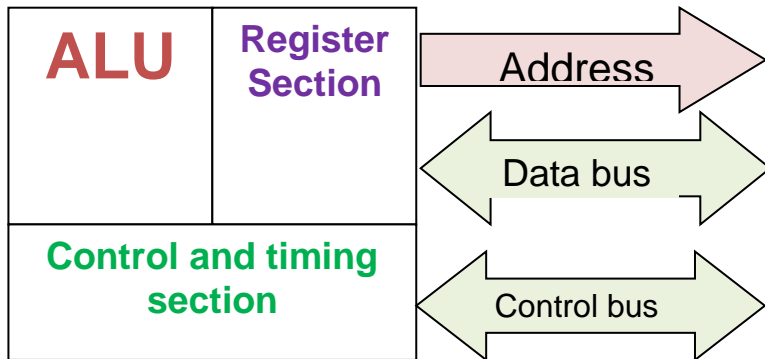 ALU
Register
Section
Control and timing
section
Address
Data bus
Control bus